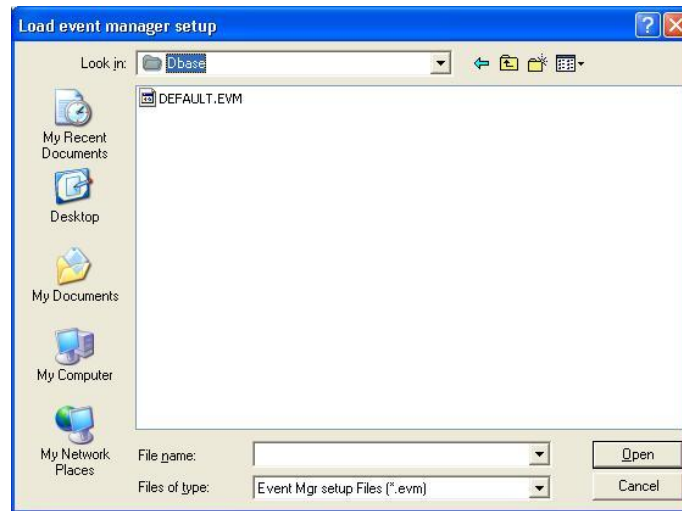 Load event manager setup
Look in: Dbase
DEFAULT.EVM
My Recent
Documents
Desktop
My Documents
My Computer
My Network
Places
File name:
Open
Files of type: Event Mgr setup Files (*.evm)
Cancel